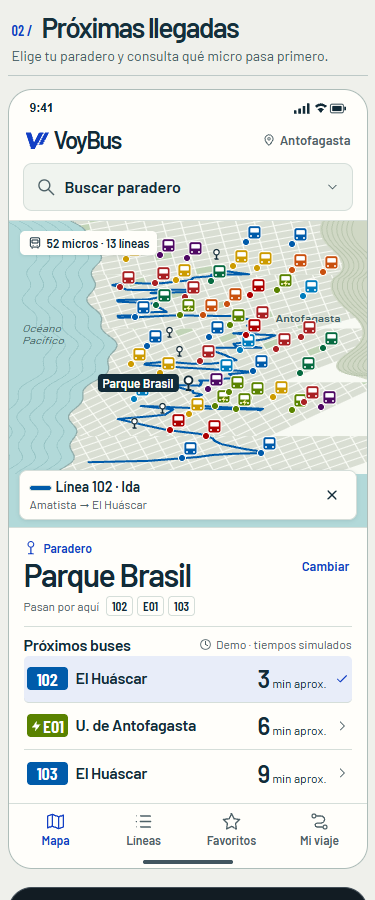 02 / Próximas llegadas
Elige tu paradero y consulta qué micro pasa primero.
9:41
VoyBus
Antofagasta
Buscar paradero
52 micros · 13 líneas
Antofagasta
Océano
Pacífico
Parque Brasil
Línea 102 · Ida
Amatista → El Huáscar
Paradero
Parque Brasil
Cambiar
Pasan por aquí 102 E01 103
Próximos buses
Demo · tiempos simulados
102 El Huáscar 3 min aprox.
E01 U. de Antofagasta 6 min aprox.
103 El Huáscar 9 min aprox.
Mapa Líneas Favoritos Mi viaje